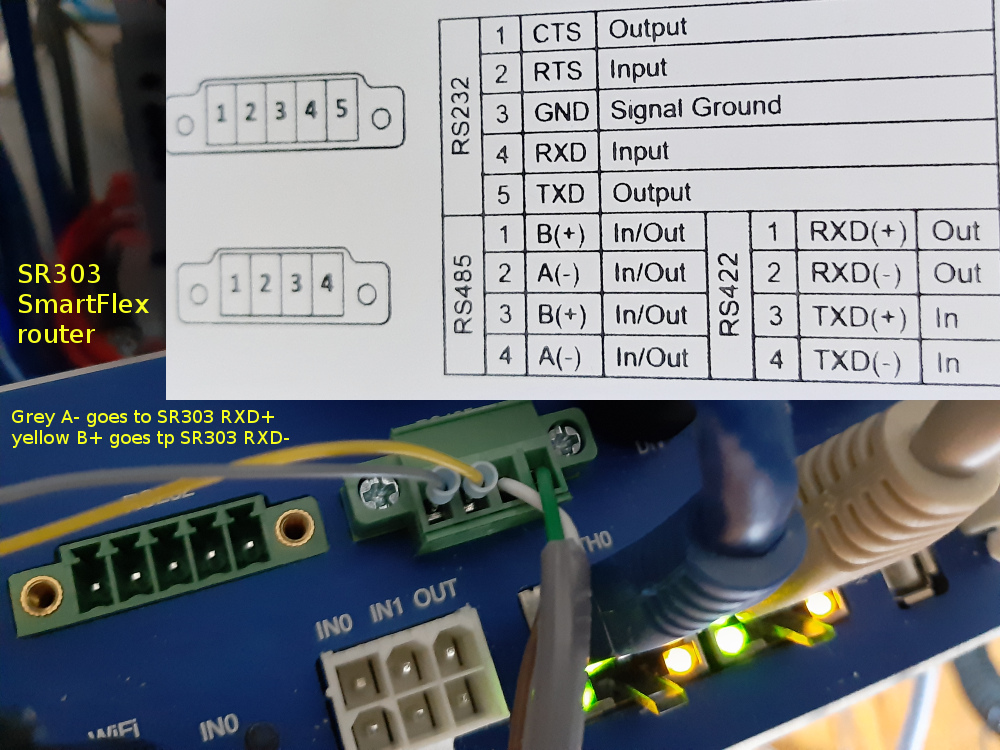 1 CTS Output
2 RTS Input
RS232
3 GND Signal Ground
4 RXD Input
5 TXD Output
1 2 3 4 5
1 B(+) In/Out 1 RXD(+) Out
2 A(-) In/Out 2 RXD(-) Out
RS485
RS422
3 B(+) In/Out 3 TXD(+) In
4 A(-) In/Out 4 TXD(-) In
1 2 3 4
SR303
SmartFlex
router
Grey A- goes to SR303 RXD+
yellow B+ goes tp SR303 RXD-
IN0 IN1 OUT
WiFi IN0